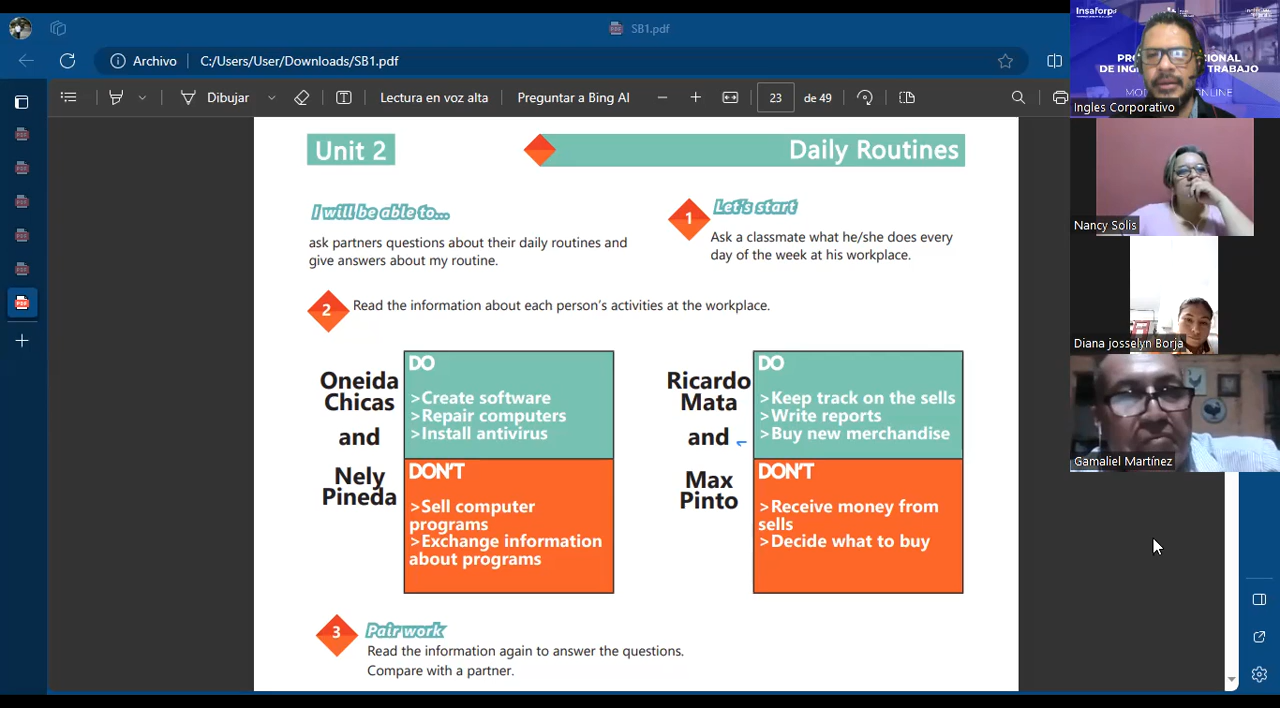 SB1.pdf
Archivo
C:/Users/User/Downloads/SB1.pdf
Dibujar
Lectura en voz alta
Preguntar a Bing AI
23
de 49
Unit 2
Daily Routines
I will be able to...
ask partners questions about their daily routines and
give answers about my routine.
1
Let's start
Ask a classmate what he/she does every
day of the week at his workplace.
2
Read the information about each person's activities at the workplace.
Oneida
Chicas
and
Nely
Pineda
DO
>Create software
>Repair computers
>Install antivirus
DON'T
>Sell computer
programs
>Exchange information
about programs
Ricardo
Mata
and
Max
Pinto
DO
>Keep track on the sells
>Write reports
>Buy new merchandise
DON'T
>Receive money from
sells
>Decide what to buy
3
Pair work
Read the information again to answer the questions.
Compare with a partner.
Insaforp
Ingles Corporativo
Nancy Solis
Diana josselyn Borja
Gamaliel Martínez